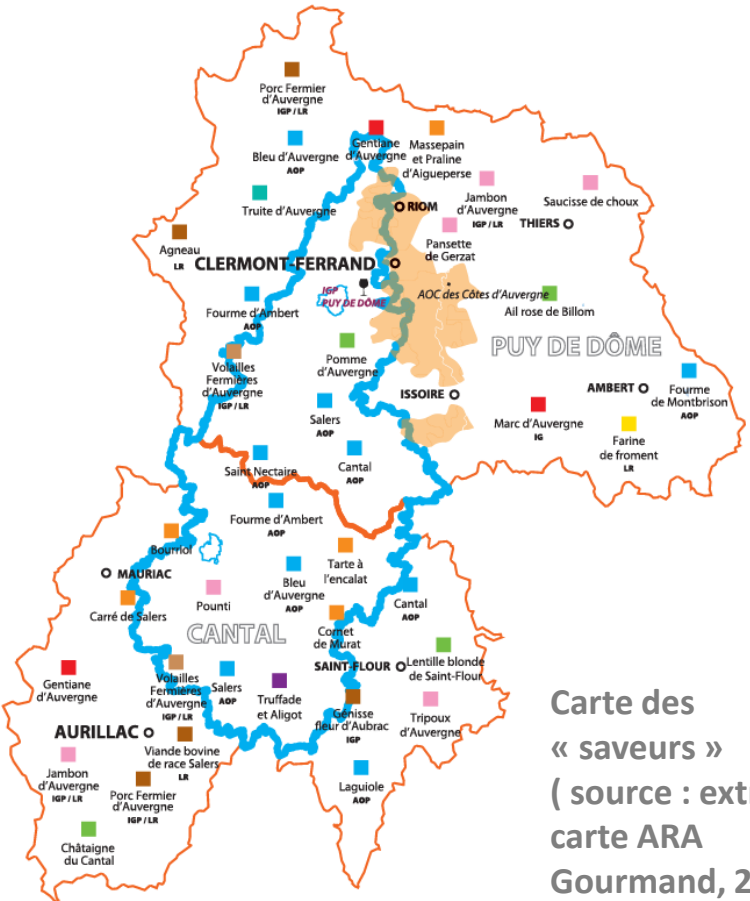 Porc Fermier
d'Auvergne
IGP / LR
Bleu d'Auvergne
AOP
Gentiane
d'Auvergne
Massepain
et Praline
d'Aigueperse
Truite d'Auvergne
Jambon
d'Auvergne
IGP / LR
Saucisse de choux
RIOM
THIERS
Pansette
de Gerzat
Agneau
LR
CLERMONT-FERRAND
IGP
PUY DE DÔME
AOC des Côtes d'Auvergne
Fourme d'Ambert
AOP
Ail rose de Billom
PUY DE DÔME
Pomme
d'Auvergne
Volailles
Fermières
d'Auvergne
IGP / LR
ISSOIRE
AMBERT
Fourme
de Montbrison
AOP
Salers
AOP
Marc d'Auvergne
IG
Farine
de froment
LR
Saint Nectaire
AOP
Cantal
AOP
Fourme d'Ambert
AOP
Bourriol
Tarte à
l'encalat
MAURIAC
Bleu
d'Auvergne
AOP
Pounti
Carré de Salers
Cantal
AOP
CANTAL
Cornet
de Murat
SAINT-FLOUR
Lentille blonde
de Saint-Flour
Gentiane
d'Auvergne
Volailles
Fermières
d'Auvergne
IGP / LR
Salers
AOP
Truffade
et Aligot
Génisse
fleur d'Aubrac
IGP
Tripoux
d'Auvergne
AURILLAC
Viande bovine
de race Salers
LR
Jambon
d'Auvergne
IGP / LR
Porc Fermier
d'Auvergne
IGP / LR
Laguiole
AOP
Châtaigne
du Cantal
Carte des
« saveurs »
( source : extr
carte ARA
Gourmand, 2